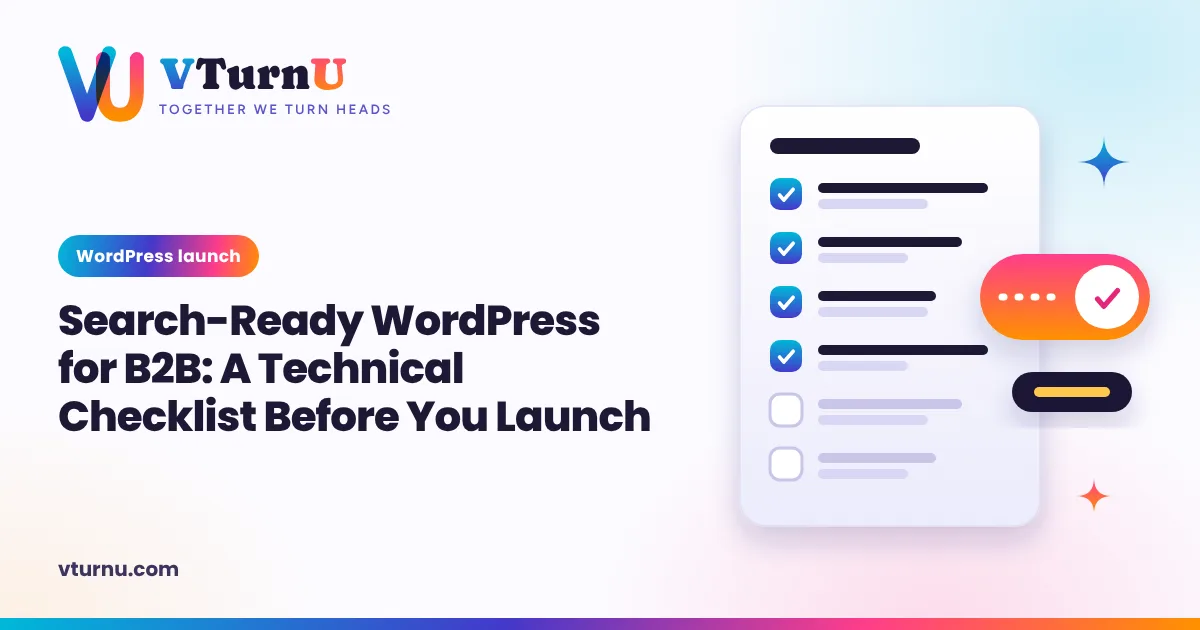 VTurnU
TOGETHER WE TURN HEADS
WordPress launch
Search-Ready WordPress
for B2B: A Technical
Checklist Before You Launch
vturnu.com